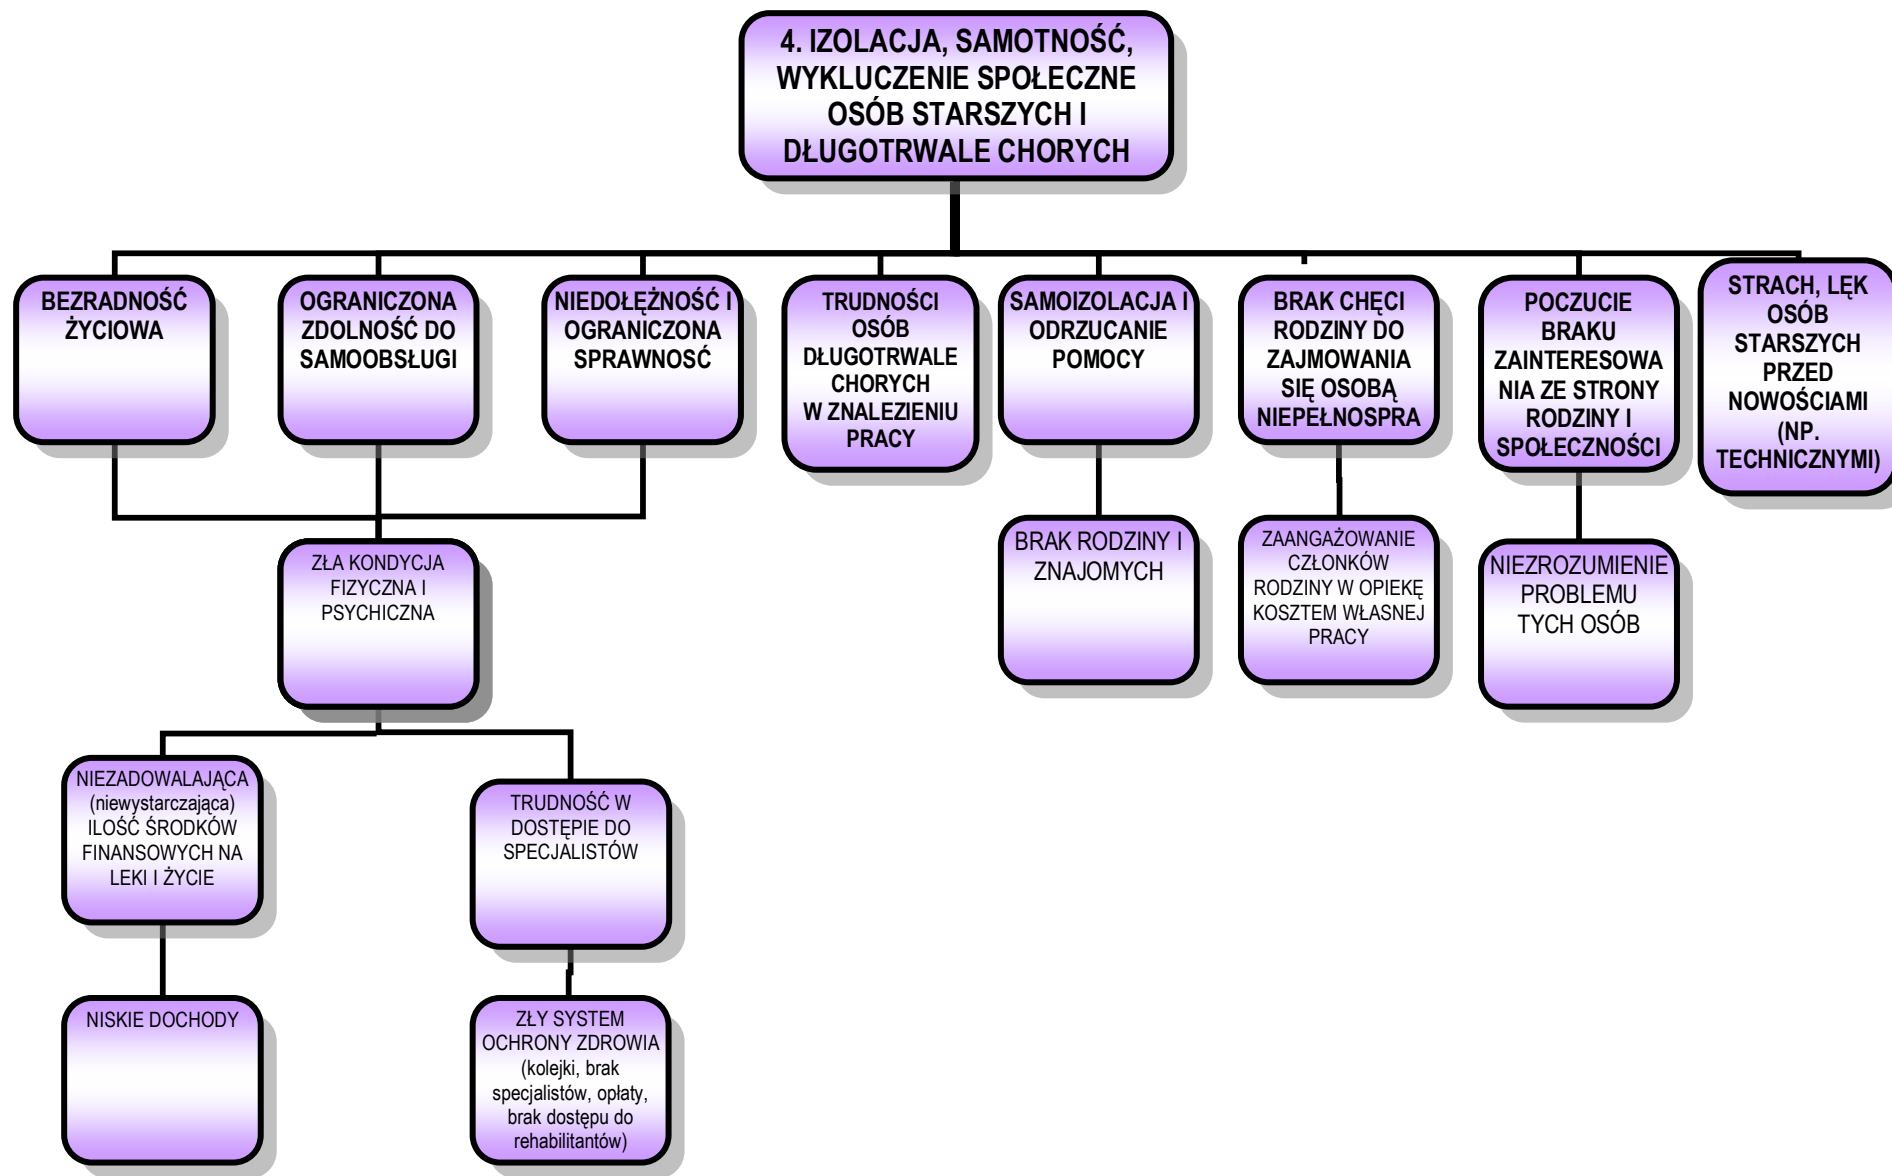 4. IZOLACJA, SAMOTNOŚĆ,
WYKLUCZENIE SPOŁECZNE
OSÓB STARSZYCH I
DŁUGOTRWALE CHORYCH
BEZRADNOŚĆ
ŻYCIOWA
OGRANICZONA
ZDOLNOŚĆ DO
SAMOOBSŁUGI
NIEDOŁĘŻNOŚĆ I
OGRANICZONA
SPRAWNOSĆ
TRUDNOŚCI
OSÓB
DŁUGOTRWALE
CHORYCH
W ZNALEZIENIU
PRACY
SAMOIZOLACJA I
ODRZUCANIE
POMOCY
BRAK CHĘCI
RODZINY DO
ZAJMOWANIA
SIĘ OSOBĄ
NIEPEŁNOSPRA
POCZUCIE
BRAKU
ZAINTERESOWA
NIA ZE STRONY
RODZINY I
SPOŁECZNOŚCI
STRACH, LĘK
OSÓB
STARSZYCH
PRZED
NOWOŚCIAMI
(NP.
TECHNICZNYMI)
ZŁA KONDYCJA
FIZYCZNA I
PSYCHICZNA
BRAK RODZINY I
ZNAJOMYCH
ZAANGAŻOWANIE
CZŁONKÓW
RODZINY W OPIEKĘ
KOSZTEM WŁASNEJ
PRACY
NIEZROZUMIENIE
PROBLEMU
TYCH OSÓB
NIEZADOWALAJĄCA
(niewystarczająca)
ILOŚĆ ŚRODKÓW
FINANSOWYCH NA
LEKI I ŻYCIE
TRUDNOŚĆ W
DOSTĘPIE DO
SPECJALISTÓW
NISKIE DOCHODY
ZŁY SYSTEM
OCHRONY ZDROWIA
(kolejki, brak
specjalistów, opłaty,
brak dostępu do
rehabilitantów)